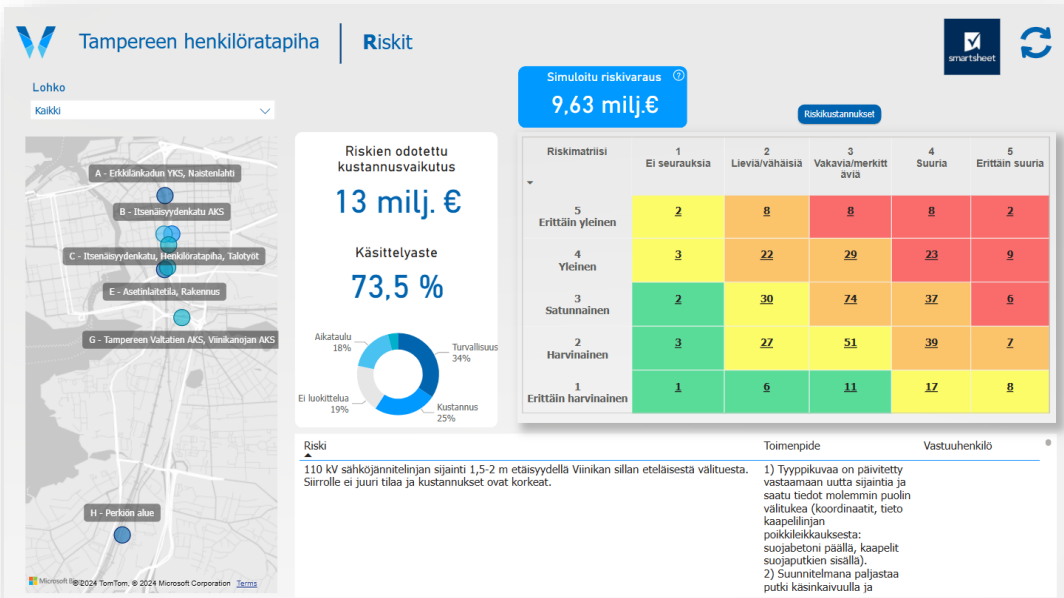 Tampereen henkilöratapiha
Riskit
smartsheet
Lohko
Kaikki
Simuloitu riskivaraus ?
9,63 milj.€
Riskikustannukset
A - Erkkilänkadun YKS, Naistenlahti
B - Itsenäisyydenkatu AKS
C - Itsenäisyydenkatu, Henkilöratapiha, Talotyöt
E - Asetinlaitetila, Rakennus
G - Tampereen Valtatien AKS, Viinikanojan AKS
H - Perkiön alue
© 2024 TomTom, © 2024 Microsoft Corporation Terms
Riskien odotettu
kustannusvaikutus
13 milj. €
Käsittelyaste
73,5 %
Aikataulu
18%
Turvallisuus
34%
Ei luokittelua
19%
Kustannus
25%
Riskimatriisi
1
Ei seurauksia
2
Lieviä/vähäisiä
3
Vakavia/merkitt
äviä
4
Suuria
5
Erittäin suuria
5
Erittäin yleinen
2 8 8 8 2
4
Yleinen
3 22 29 23 9
3
Satunnainen
2 30 74 37 6
2
Harvinainen
3 27 51 39 7
1
Erittäin harvinainen
1 6 11 17 8
Riski Toimenpide Vastuuhenkilö
110 kV sähköjännitelinjan sijainti 1,5-2 m etäisyydellä Viinikan sillan eteläisestä välituesta.
Siirrolle ei juuri tilaa ja kustannukset ovat korkeat.
1) Tyyppikuvaa on päivitetty
vastaamaan uutta sijaintia ja
saatu tiedot molemmin puolin
välitukea (koordinaatit, tieto
kaapelilinjan
poikkileikkauksesta:
suojabetoni päällä, kaapelit
suojaputkien sisällä).
2) Suunnitelmana paljastaa
putki käsinkaivuulla ja